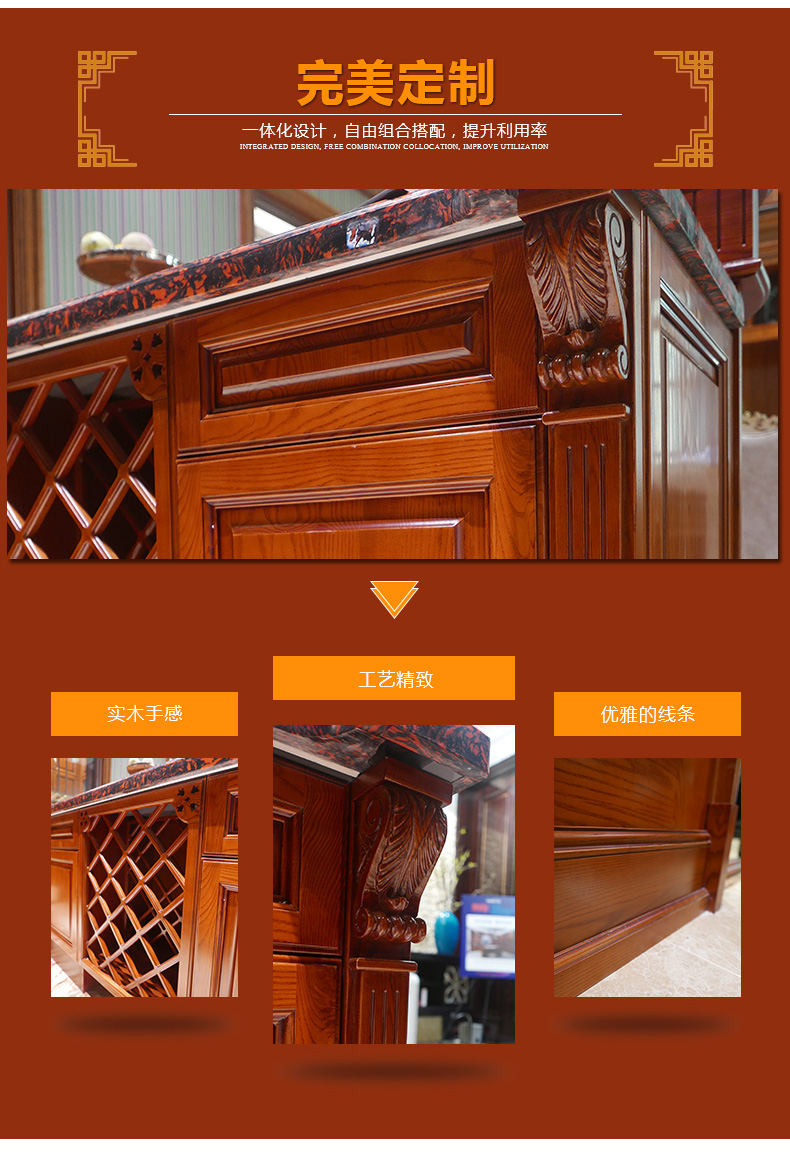 完美定制
一体化设计，自由组合搭配，提升利用率
INTEGRATED DESIGN, FREE COMBINATION COLLOCATION, IMPROVE UTILIZATION
工艺精致
实木手感
优雅的线条